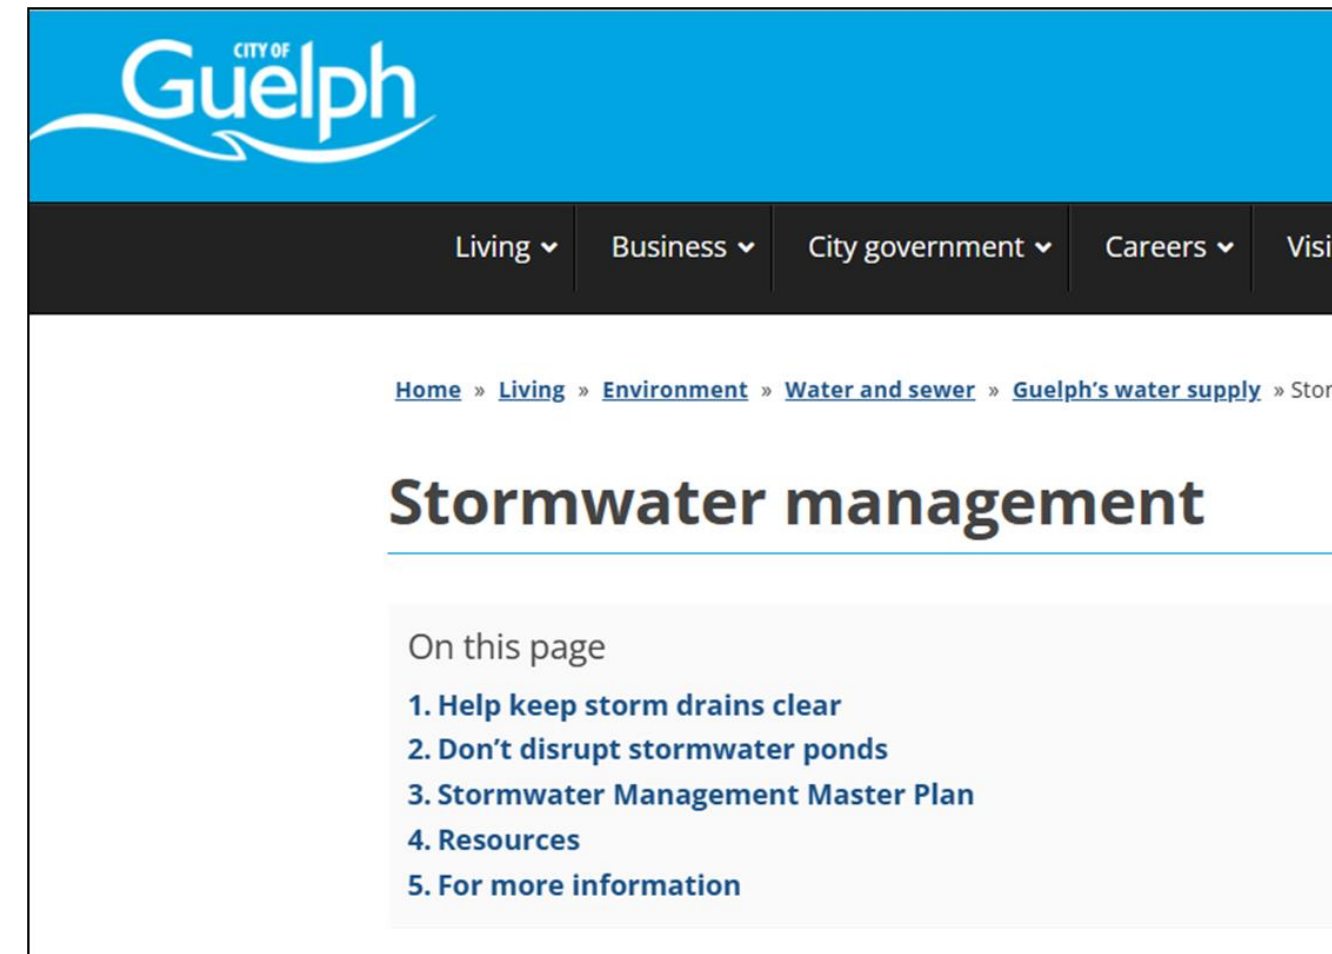 CITY OF
Guelph
Living Business City government Careers
Home » Living » Environment » Water and sewer » Guelph's water supply »
Stormwater management
On this page
1. Help keep storm drains clear
2. Don't disrupt stormwater ponds
3. Stormwater Management Master Plan
4. Resources
5. For more information